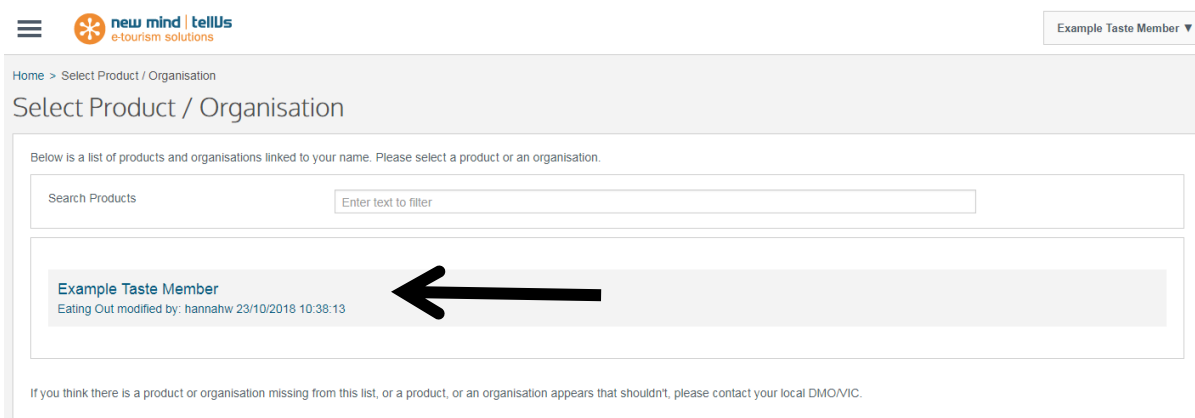 new mind | tellUs
e-tourism solutions
Example Taste Member ▼
Home > Select Product / Organisation
Select Product / Organisation
Below is a list of products and organisations linked to your name. Please select a product or an organisation.
Search Products
Enter text to filter
Example Taste Member
Eating Out modified by: hannahw 23/10/2018 10:38:13
If you think there is a product or organisation missing from this list, or a product, or an organisation appears that shouldn't, please contact your local DMO/VIC.